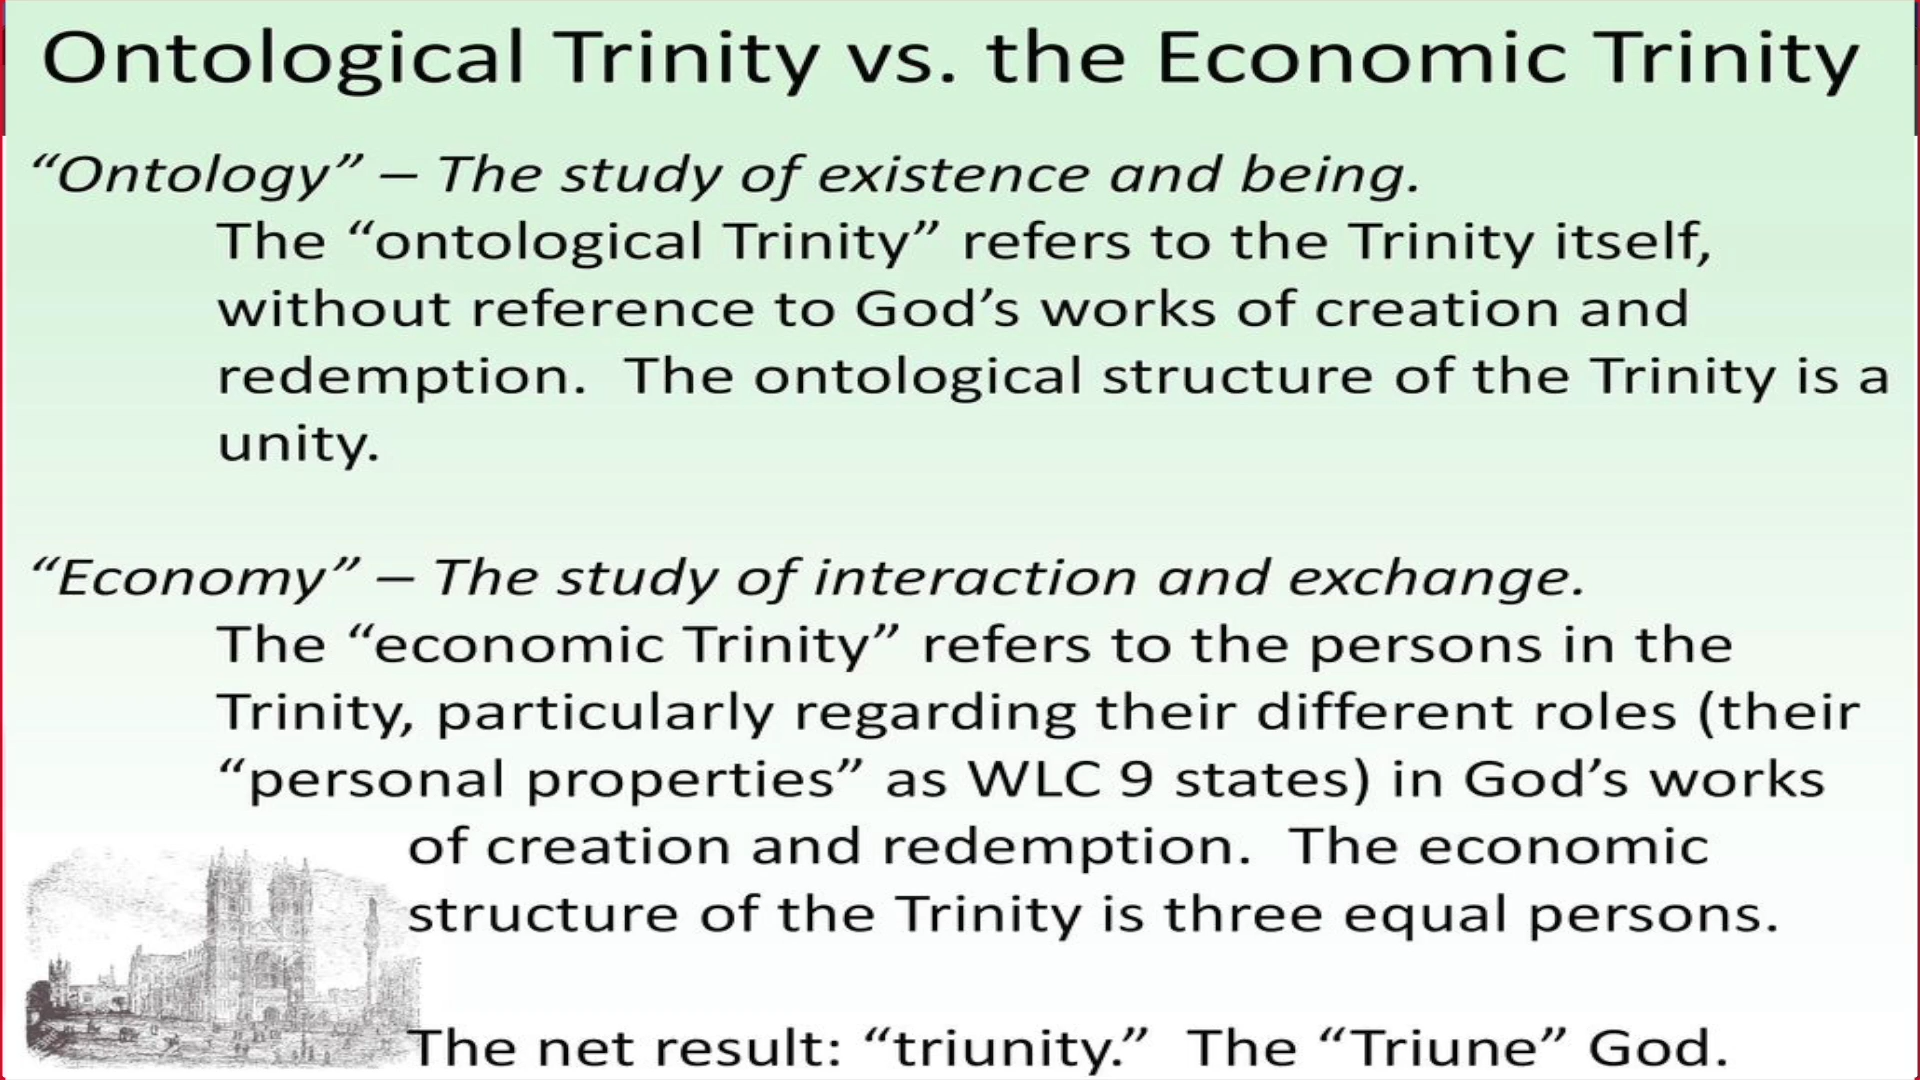 Ontological Trinity vs. the Economic Trinity
“Ontology” – The study of existence and being.
The “ontological Trinity” refers to the Trinity itself,
without reference to God’s works of creation and
redemption.  The ontological structure of the Trinity is a
unity.
“Economy” – The study of interaction and exchange.
The “economic Trinity” refers to the persons in the
Trinity, particularly regarding their different roles (their
“personal properties” as WLC 9 states) in God’s works
of creation and redemption.  The economic
structure of the Trinity is three equal persons.
The net result: “triunity.”  The “Triune” God.